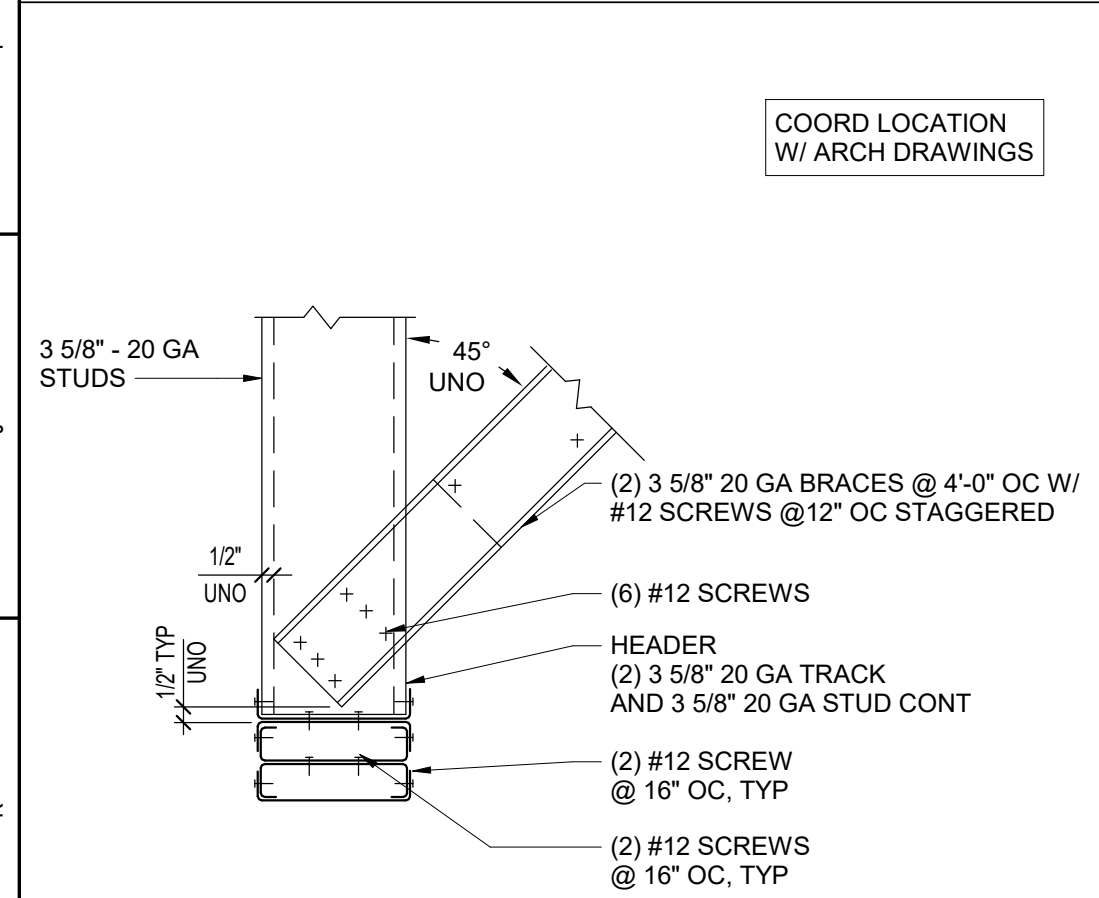 COORD LOCATION
W/ ARCH DRAWINGS
3 5/8" - 20 GA
STUDS
45°
UNO
(2) 3 5/8" 20 GA BRACES @ 4'-0" OC W/
#12 SCREWS @12" OC STAGGERED
1/2"
UNO
(6) #12 SCREWS
1/2" TYP
UNO
HEADER
(2) 3 5/8" 20 GA TRACK
AND 3 5/8" 20 GA STUD CONT
(2) #12 SCREW
@ 16" OC, TYP
(2) #12 SCREWS
@ 16" OC, TYP